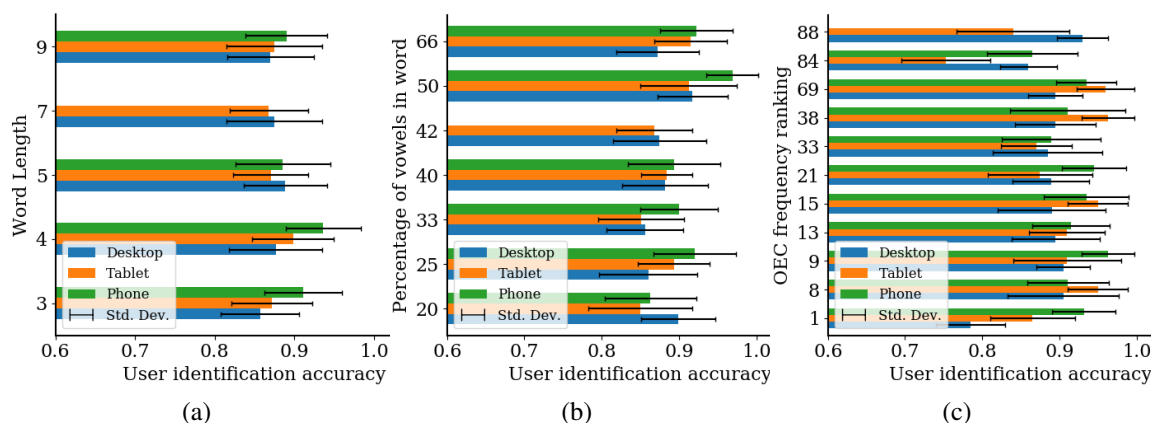 Word Length
9
7
5
4
3
Desktop
Tablet
Phone
Std. Dev.
0.6 0.7 0.8 0.9 1.0
User identification accuracy
(a)
Percentage of vowels in word
66
50
42
40
33
25
20
Desktop
Tablet
Phone
Std. Dev.
0.6 0.7 0.8 0.9 1.0
User identification accuracy
(b)
OEC frequency ranking
88
84
69
38
33
21
15
13
9
8
1
Desktop
Tablet
Phone
Std. Dev.
0.6 0.7 0.8 0.9 1.0
User identification accuracy
(c)